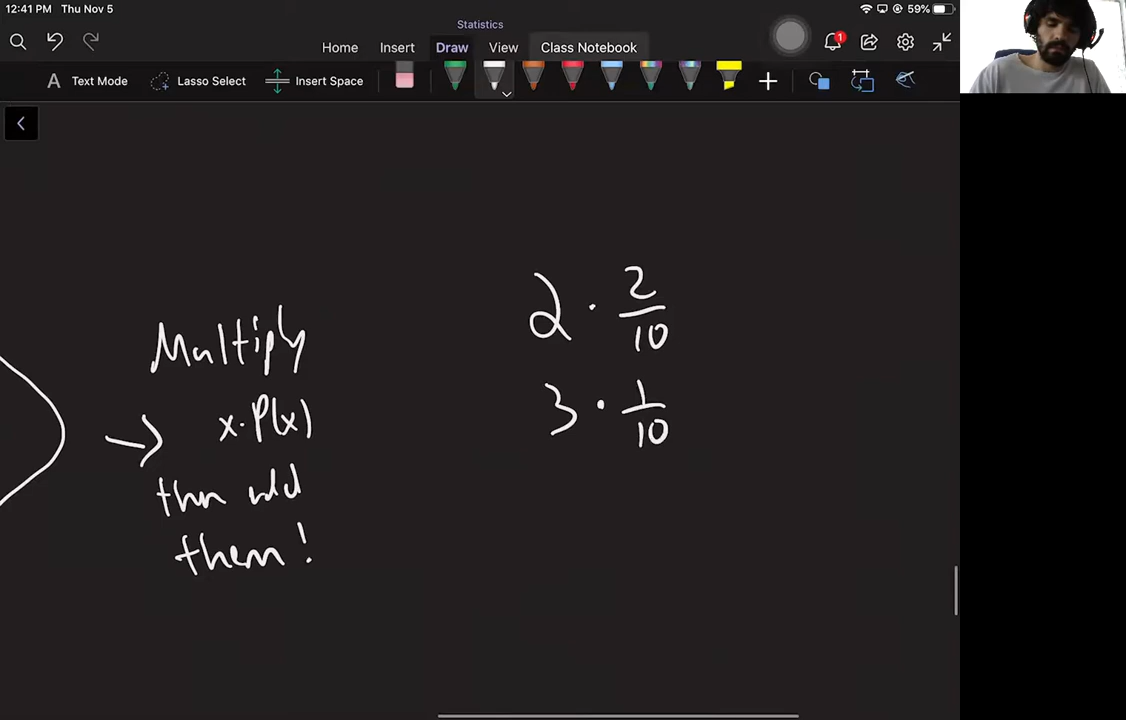 12:41 PM Thu Nov 5
59%
Statistics
Home Insert Draw View Class Notebook
1
A Text Mode Lasso Select Insert Space
Multiply
→ x·P(x)
then add
them!
2 · 2/10
3 · 1/10